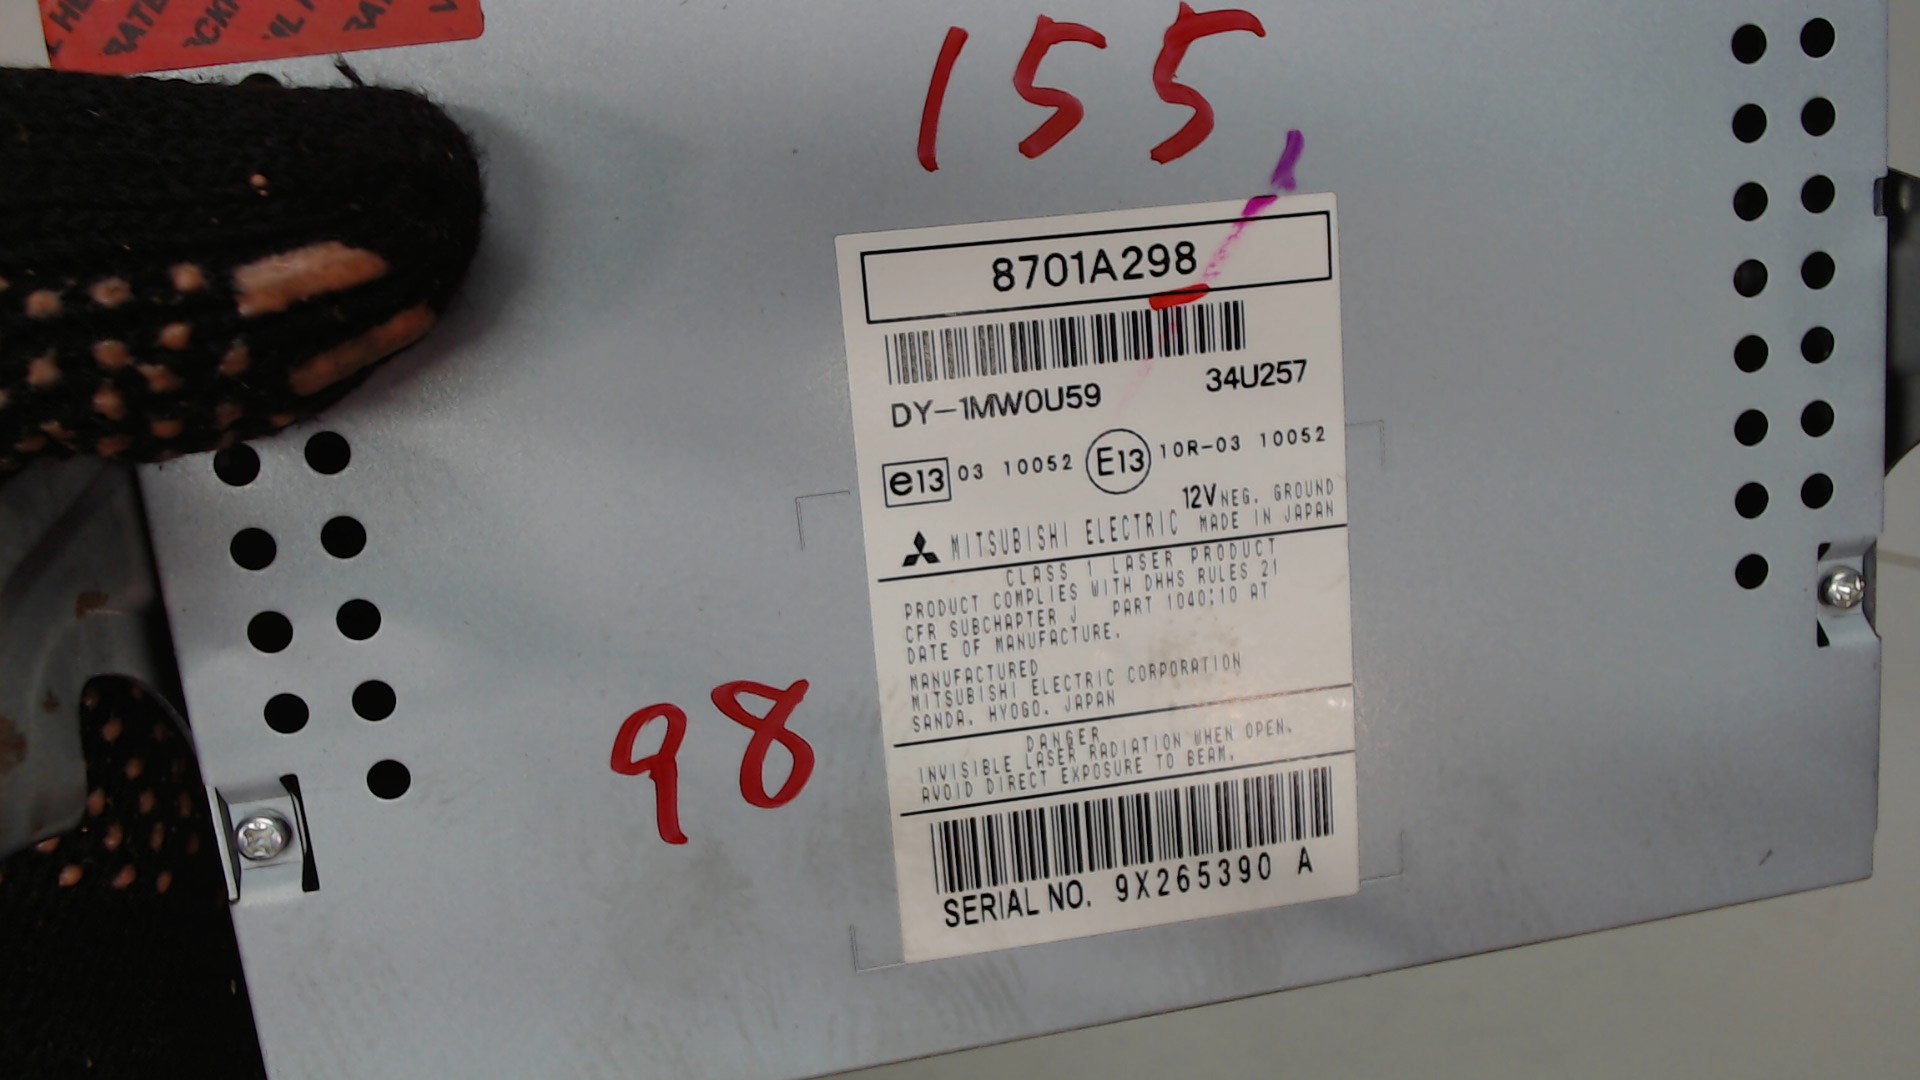 155
8701A298
DY-1MW0U59 34U257
e13 03 10052 E13 10R-03 10052
12V NEG. GROUND
MITSUBISHI ELECTRIC MADE IN JAPAN
CLASS 1 LASER PRODUCT
PRODUCT COMPLIES WITH DHHS RULES 21
CFR SUBCHAPTER J PART 1040:10 AT
DATE OF MANUFACTURE.
MANUFACTURED
MITSUBISHI ELECTRIC CORPORATION
SANDA. HYOGO. JAPAN
98
DANGER
INVISIBLE LASER RADIATION WHEN OPEN.
AVOID DIRECT EXPOSURE TO BEAM.
SERIAL NO. 9X265390 A